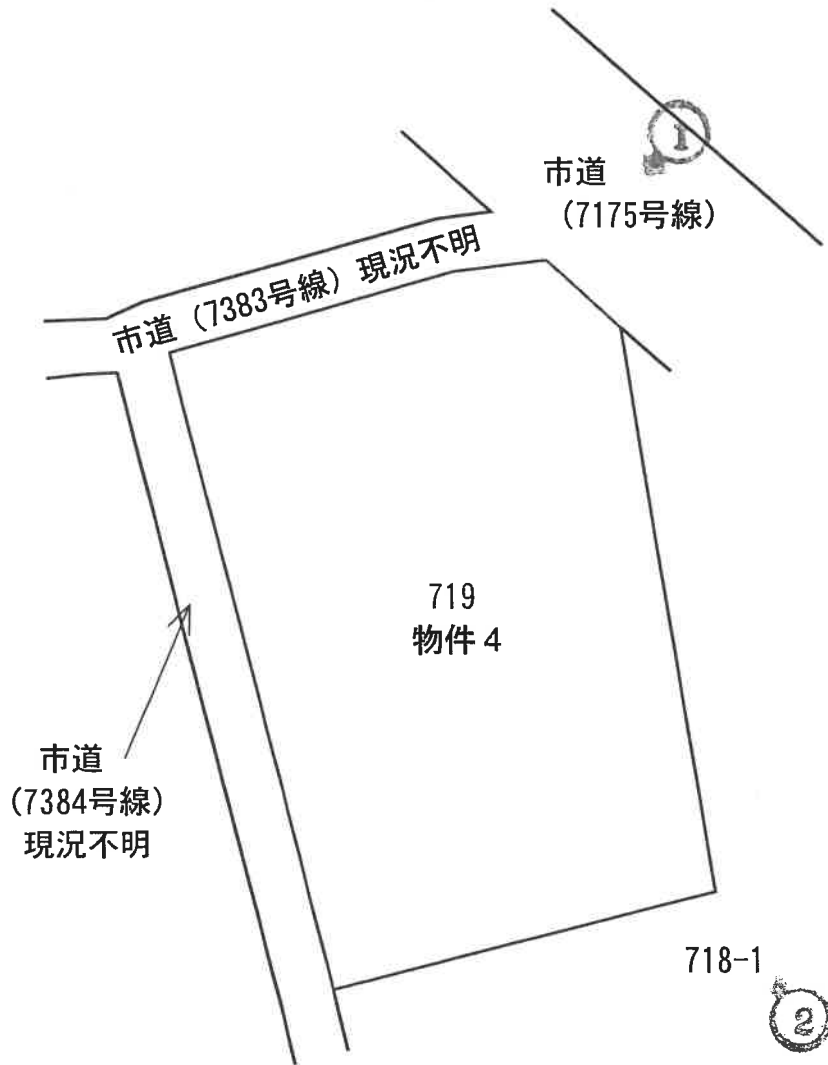 ①
市道
(7175号線)
市道 (7383号線) 現況不明
719
物件4
市道
(7384号線)
現況不明
718-1
②